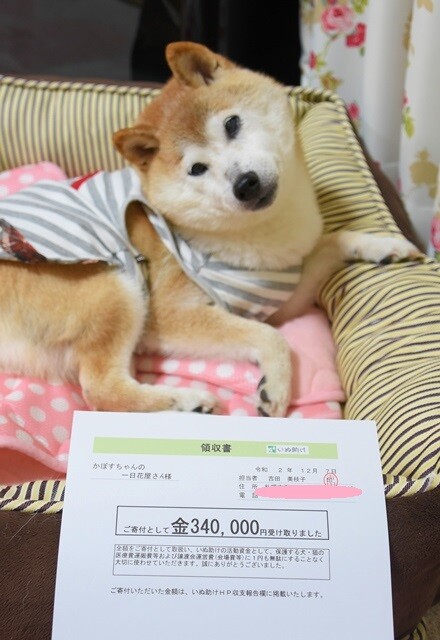 領収書
いぬ助け
かぼすちゃんの
一日花屋さん様
令和 2年 12月 7日
担当者 吉田 美枝子
住 所
電 話
ご寄付として金340,000円受け取りました
全額をご寄付として取扱い、いぬ助けの活動資金として、保護する犬・猫の
医療費運搬費等および譲渡会運営費(会場費等)に1円も無駄にすることなく
大切に使わせていただきます。誠にありがとうございました。
ご寄付いただいた金額は、いぬ助けHP収支報告欄に掲載いたします。